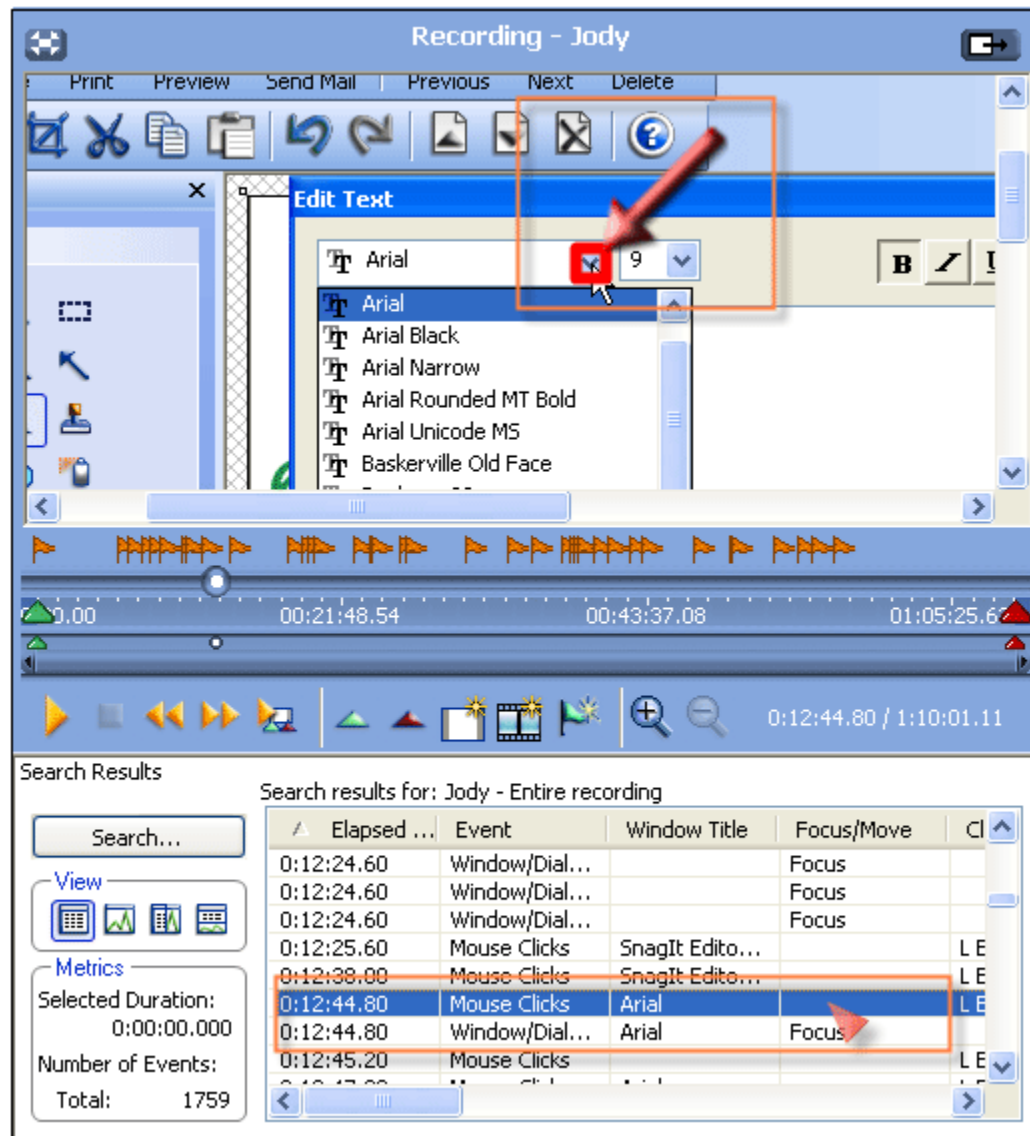 Recording - Jody
Print Preview Send Mail Previous Next Delete
Edit Text
Arial 9 B I U
Arial
Arial Black
Arial Narrow
Arial Rounded MT Bold
Arial Unicode MS
Baskerville Old Face
00:21:48.54 00:43:37.08 01:05:25.62
0:12:44.80 / 1:10:01.11
Search Results
Search results for: Jody - Entire recording
Search...
View
Metrics
Selected Duration:
0:00:00.000
Number of Events:
Total: 1759
Elapsed ... Event Window Title Focus/Move Cl
0:12:24.60 Window/Dial... Focus
0:12:24.60 Window/Dial... Focus
0:12:24.60 Window/Dial... Focus
0:12:25.60 Mouse Clicks SnagIt Edito... L E
0:12:38.00 Mouse Clicks SnagIt Edito... L E
0:12:44.80 Mouse Clicks Arial L E
0:12:44.80 Window/Dial... Arial Focus
0:12:45.20 Mouse Clicks L E